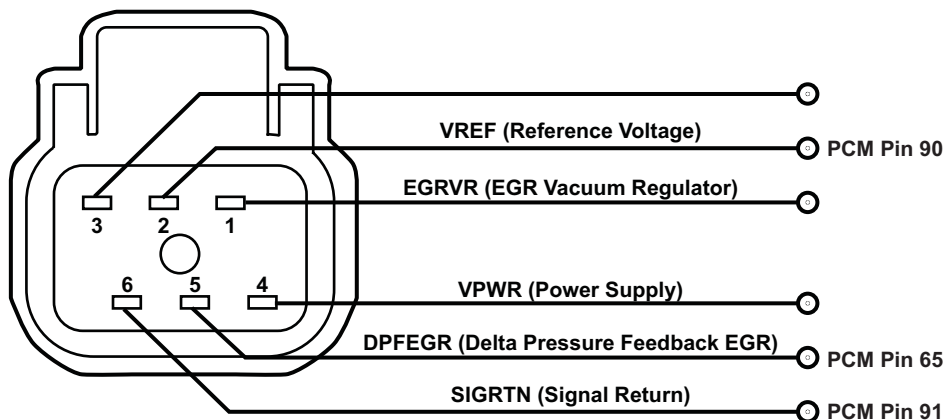 VREF (Reference Voltage)
PCM Pin 90
EGRVR (EGR Vacuum Regulator)
3
2
1
6
5
4
VPWR (Power Supply)
DPFEGR (Delta Pressure Feedback EGR)
PCM Pin 65
SIGRTN (Signal Return)
PCM Pin 91